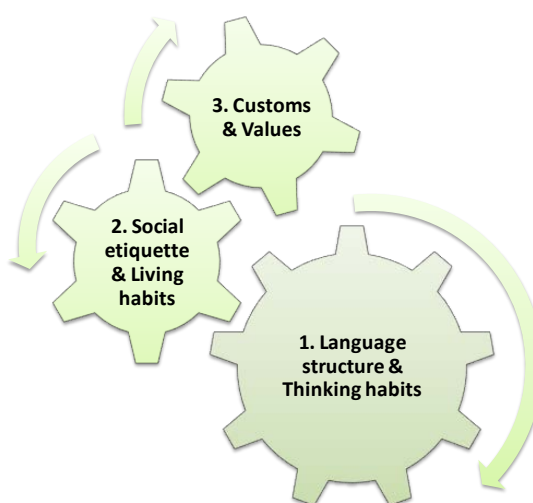 3. Customs
& Values
2. Social
etiquette
& Living
habits
1. Language
structure &
Thinking habits